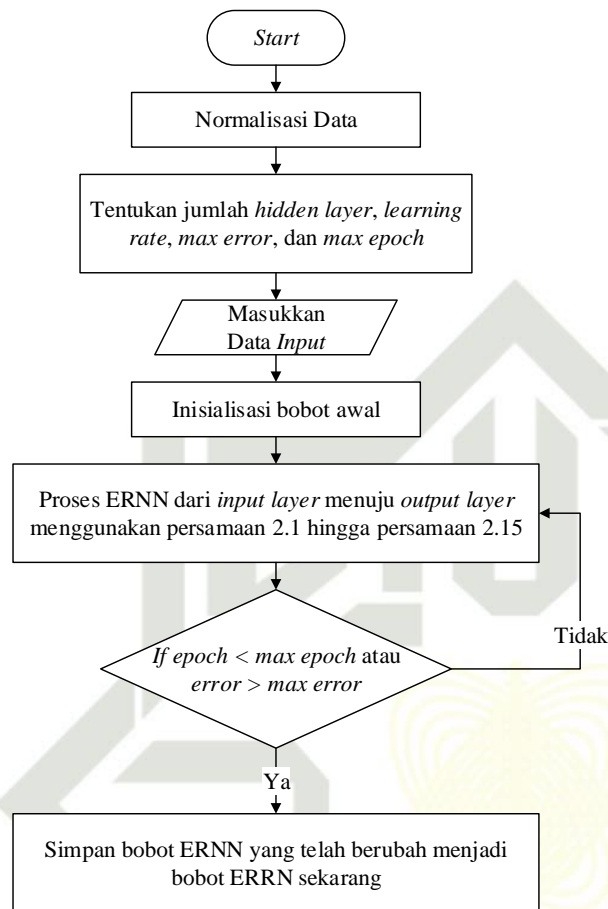 Start
Normalisasi Data
Tentukan jumlah hidden layer, learning
rate, max error, dan max epoch
Masukkan
Data Input
Inisialisasi bobot awal
Proses ERNN dari input layer menuju output layer
menggunakan persamaan 2.1 hingga persamaan 2.15
If epoch < max epoch atau
error > max error
Tidak
Ya
Simpan bobot ERNN yang telah berubah menjadi
bobot ERRN sekarang